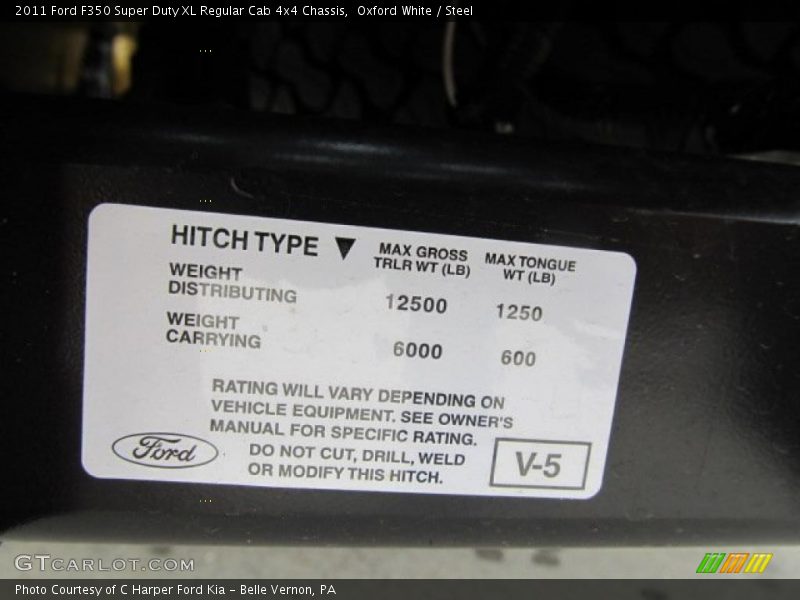 2011 Ford F350 Super Duty XL Regular Cab 4x4 Chassis,  Oxford White / Steel
HITCH TYPE ▼ MAX GROSS TRLR WT (LB) MAX TONGUE WT (LB)
WEIGHT
DISTRIBUTING 12500 1250
WEIGHT
CARRYING 6000 600
RATING WILL VARY DEPENDING ON
VEHICLE EQUIPMENT. SEE OWNER'S
MANUAL FOR SPECIFIC RATING.
DO NOT CUT, DRILL, WELD
OR MODIFY THIS HITCH.
Ford
V-5
GTCARLOT.COM
Photo Courtesy of C Harper Ford Kia - Belle Vernon, PA